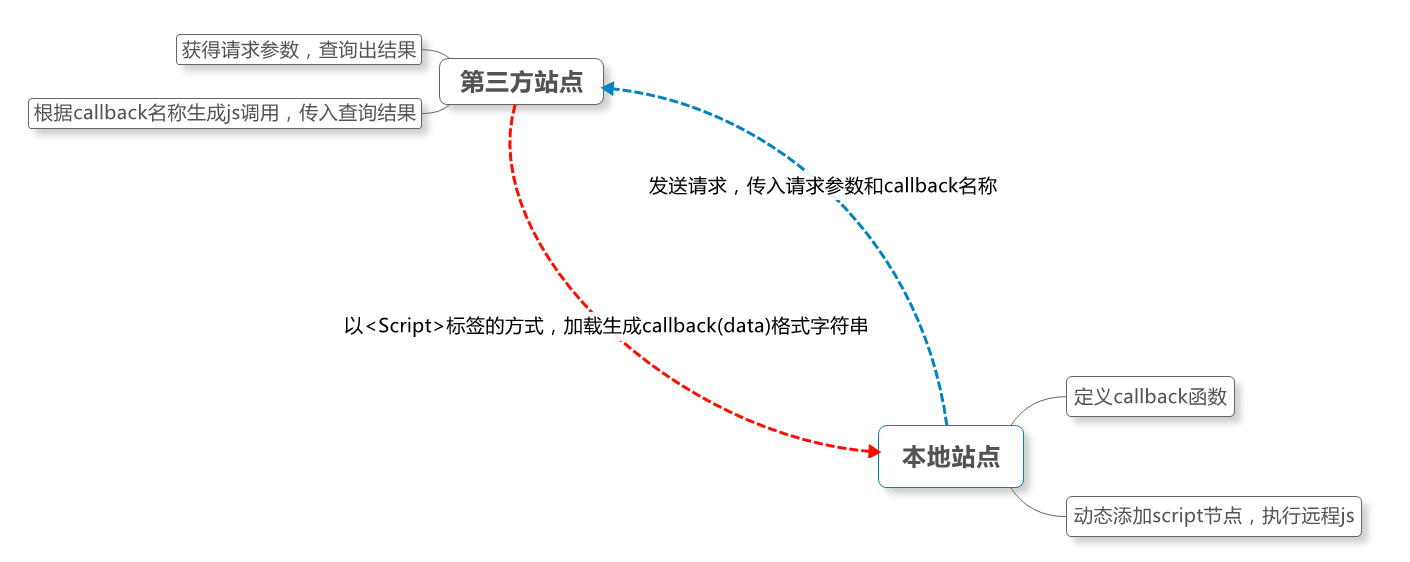 获得请求参数，查询出结果
第三方站点
根据callback名称生成js调用，传入查询结果
发送请求，传入请求参数和callback名称
以<Script>标签的方式，加载生成callback(data)格式字符串
定义callback函数
本地站点
动态添加script节点，执行远程js